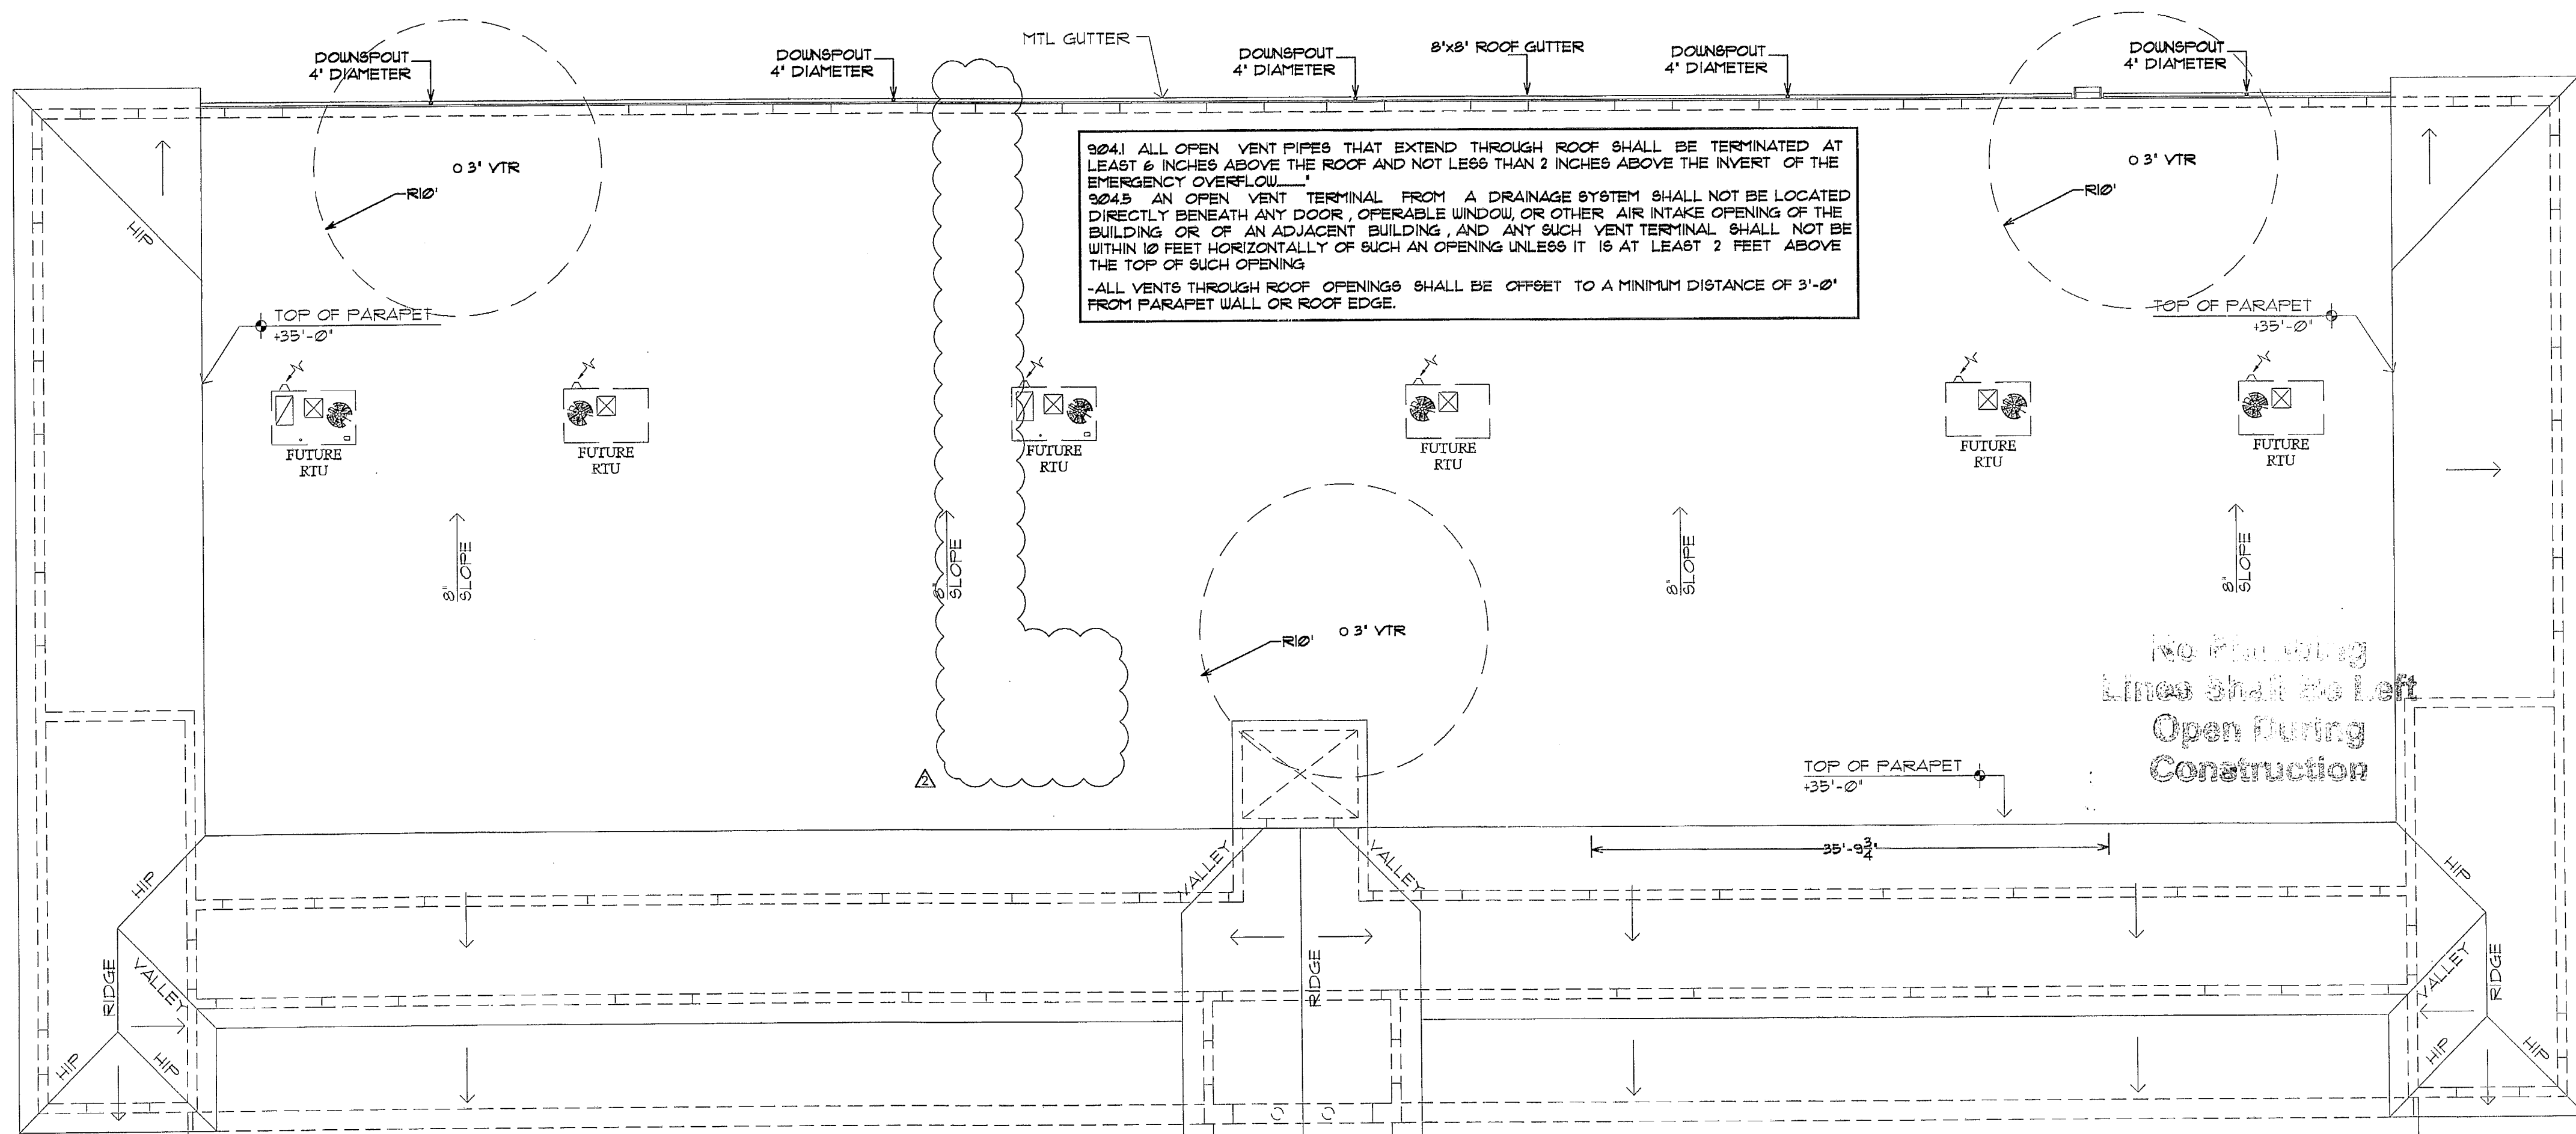 DOWNSPOUT
4" DIAMETER
DOWNSPOUT
4" DIAMETER
MTL GUTTER
DOWNSPOUT
4" DIAMETER
8"x8" ROOF GUTTER
DOWNSPOUT
4" DIAMETER
DOWNSPOUT
4" DIAMETER
904.1 ALL OPEN VENT PIPES THAT EXTEND THROUGH ROOF SHALL BE TERMINATED AT
LEAST 6 INCHES ABOVE THE ROOF AND NOT LESS THAN 2 INCHES ABOVE THE INVERT OF THE
EMERGENCY OVERFLOW........"
904.5 AN OPEN VENT TERMINAL FROM A DRAINAGE SYSTEM SHALL NOT BE LOCATED
DIRECTLY BENEATH ANY DOOR, OPERABLE WINDOW, OR OTHER AIR INTAKE OPENING OF THE
BUILDING OR OF AN ADJACENT BUILDING, AND ANY SUCH VENT TERMINAL SHALL NOT BE
WITHIN 10 FEET HORIZONTALLY OF SUCH AN OPENING UNLESS IT IS AT LEAST 2 FEET ABOVE
THE TOP OF SUCH OPENING
-ALL VENTS THROUGH ROOF OPENINGS SHALL BE OFFSET TO A MINIMUM DISTANCE OF 3'-0"
FROM PARAPET WALL OR ROOF EDGE.
3" VTR
R10'
3" VTR
R10'
HIP
TOP OF PARAPET
+35'-0"
TOP OF PARAPET
+35'-0"
FUTURE
RTU
FUTURE
RTU
FUTURE
RTU
FUTURE
RTU
FUTURE
RTU
FUTURE
RTU
8"
SLOPE
8"
SLOPE
8"
SLOPE
8"
SLOPE
R10'
3" VTR
No Plumbing
Lines Shall Be Left
Open During
Construction
2
TOP OF PARAPET
+35'-0"
35'-9 3/4"
HIP
VALLEY
VALLEY
HIP
RIDGE
VALLEY
RIDGE
VALLEY
RIDGE
HIP
HIP
HIP
HIP